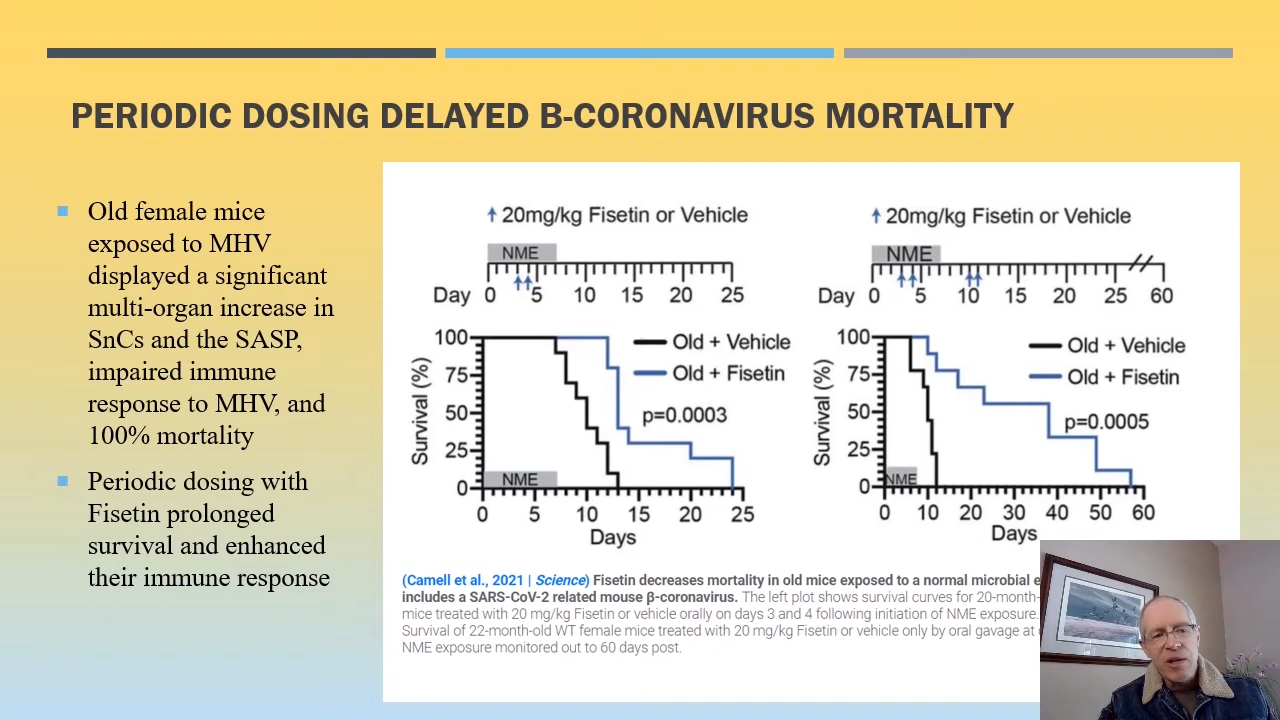 PERIODIC DOSING DELAYED B-CORONAVIRUS MORTALITY
Old female mice
exposed to MHV
displayed a significant
multi-organ increase in
SnCs and the SASP,
impaired immune
response to MHV, and
100% mortality
Periodic dosing with
Fisetin prolonged
survival and enhanced
their immune response
20mg/kg Fisetin or Vehicle
NME
Day 0 5 10 15 20 25
100
75
50
25
0
Survival (%)
Old + Vehicle
Old + Fisetin
p=0.0003
NME
0 5 10 15 20 25
Days
20mg/kg Fisetin or Vehicle
NME
Day 0 5 10 15 20 25 60
100
75
50
25
0
Survival (%)
Old + Vehicle
Old + Fisetin
p=0.0005
NME
0 10 20 30 40 50 60
Days
(Camell et al., 2021 | Science) Fisetin decreases mortality in old mice exposed to a normal microbial
includes a SARS-CoV-2 related mouse β-coronavirus. The left plot shows survival curves for 20-month-
mice treated with 20 mg/kg Fisetin or vehicle orally on days 3 and 4 following initiation of NME exposure.
Survival of 22-month-old WT female mice treated with 20 mg/kg Fisetin or vehicle only by oral gavage at
NME exposure monitored out to 60 days post.